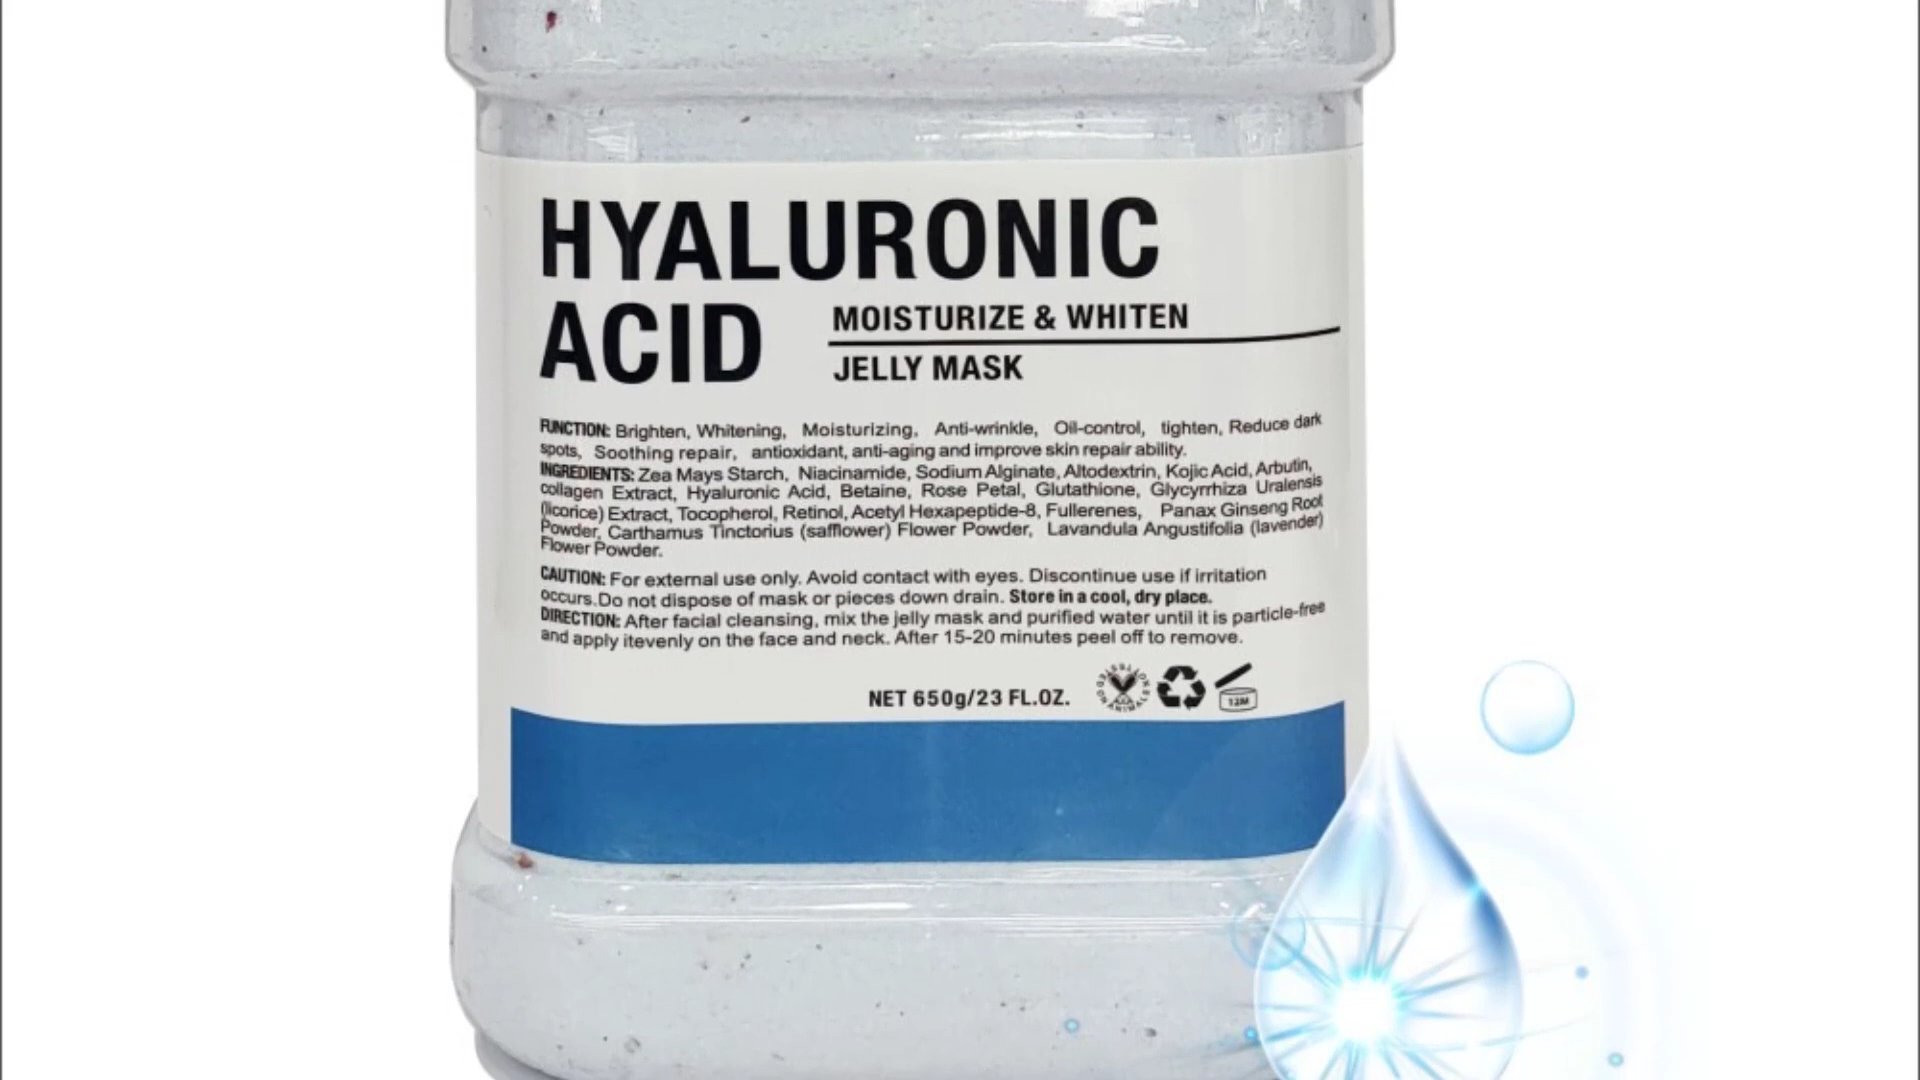 HYALURONIC
ACID
MOISTURIZE & WHITEN
JELLY MASK
FUNCTION: Brighten, Whitening, Moisturizing, Anti-wrinkle, Oil-control, tighten, Reduce dark
spots, Soothing repair, antioxidant, anti-aging and improve skin repair ability.
INGREDIENTS: Zea Mays Starch, Niacinamide, Sodium Alginate, Altodextrin, Kojic Acid, Arbutin,
collagen Extract, Hyaluronic Acid, Betaine, Rose Petal, Glutathione, Glycyrrhiza Uralensis
(licorice) Extract, Tocopherol, Retinol, Acetyl Hexapeptide-8, Fullerenes, Panax Ginseng Root
Powder, Carthamus Tinctorius (safflower) Flower Powder, Lavandula Angustifolia (lavender)
Flower Powder.
CAUTION: For external use only. Avoid contact with eyes. Discontinue use if irritation
occurs.Do not dispose of mask or pieces down drain. Store in a cool, dry place.
DIRECTION: After facial cleansing, mix the jelly mask and purified water until it is particle-free
and apply itevenly on the face and neck. After 15-20 minutes peel off to remove.
NET 650g/23 FL.OZ.
12M